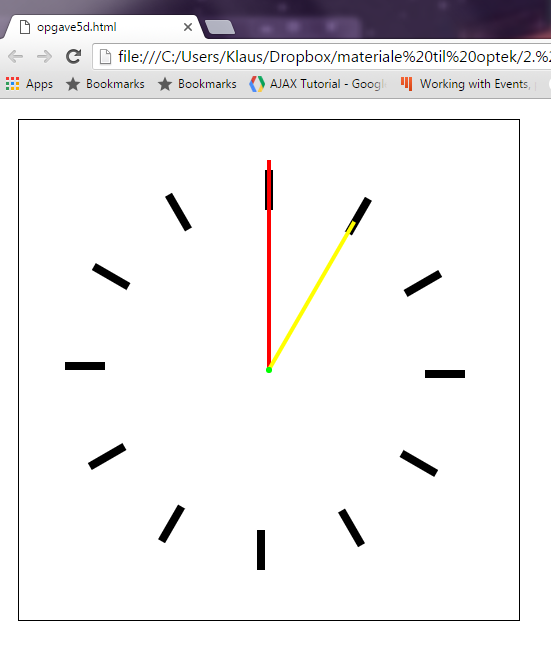 opgave5d.html
file:///C:/Users/Klaus/Dropbox/materiale%20til%20optek/2.%2
Apps Bookmarks Bookmarks AJAX Tutorial - Google Working with Events,